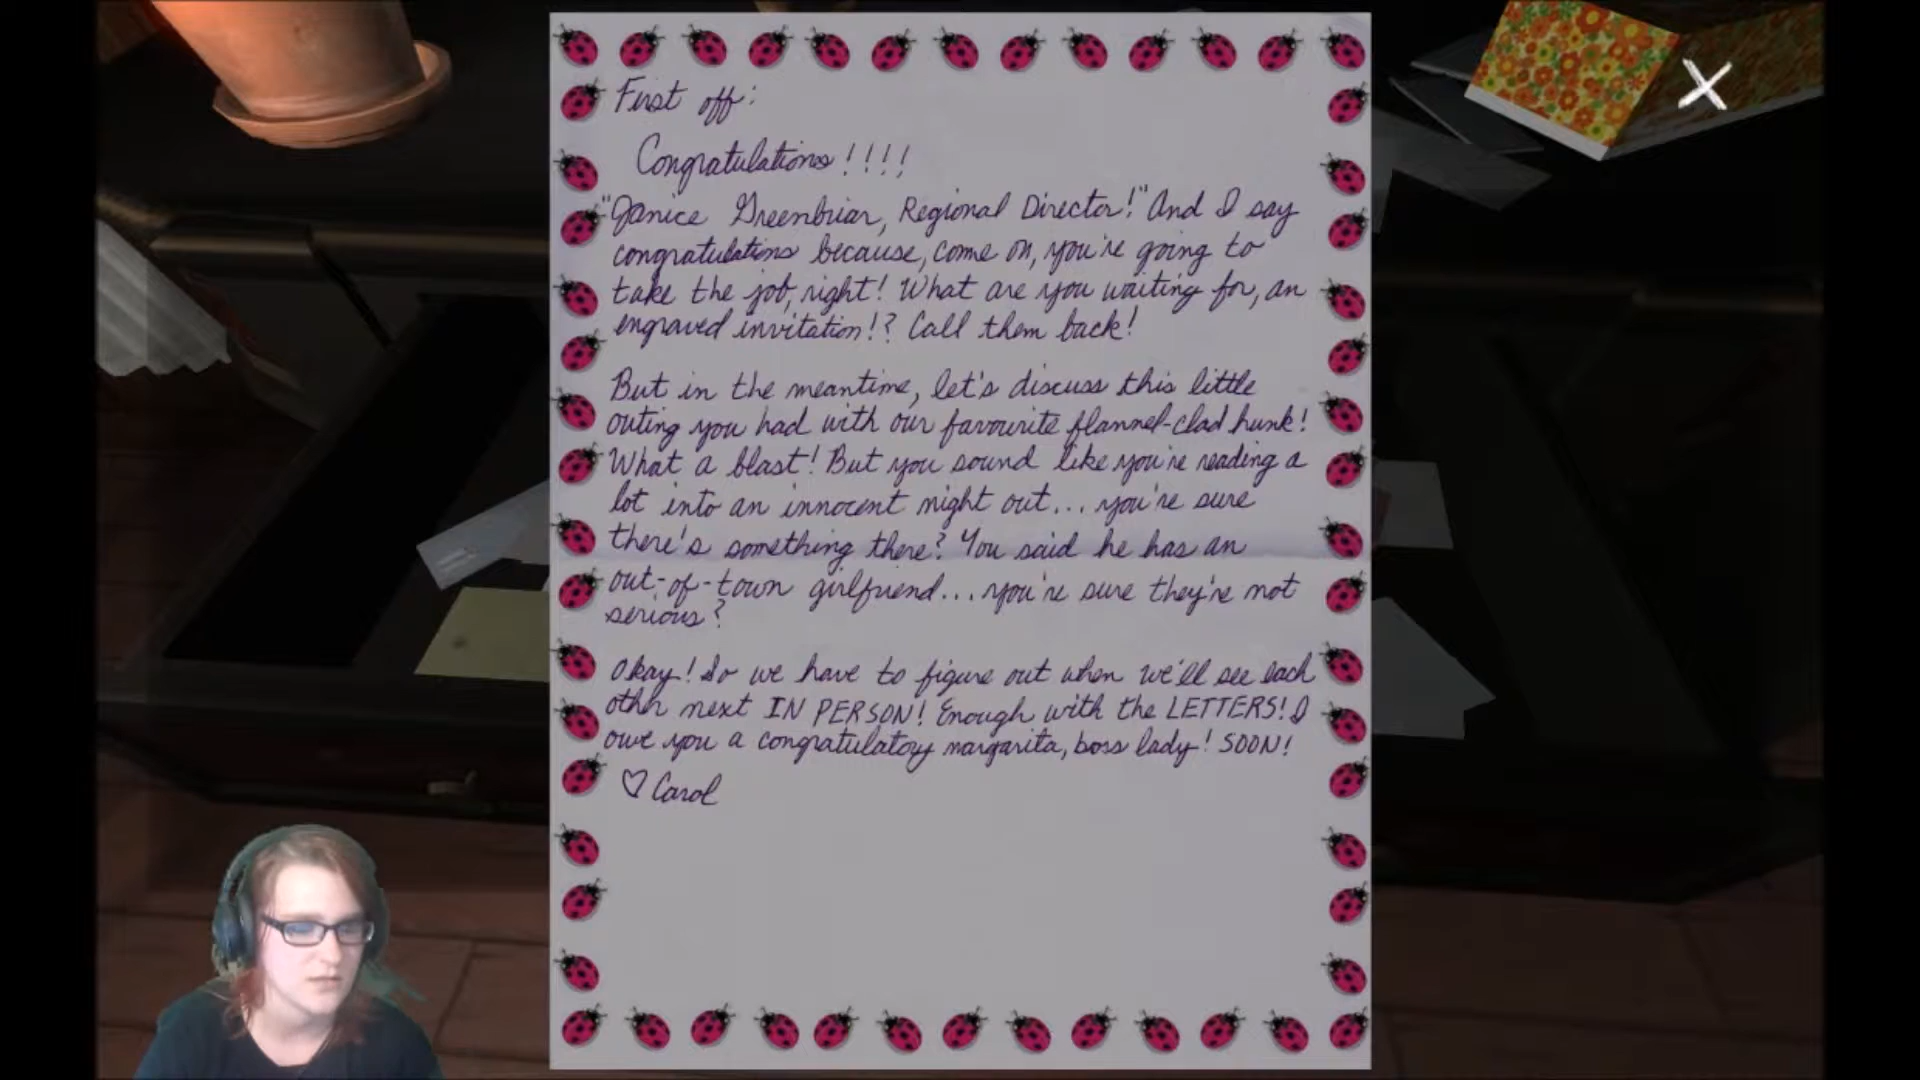 First off:
Congratulations!!!!
"Janice Greenbriar, Regional Director!" And I say
congratulations because, come on, you're going to
take the job, right! What are you waiting for, an
engraved invitation!? Call them back!
But in the meantime, let's discuss this little
outing you had with our favourite flannel-clad hunk!
What a blast! But you sound like you're reading a
lot into an innocent night out... you're sure
there's something there? You said he has an
out-of-town girlfriend... you're sure they're not
serious?
Okay! So we have to figure out when we'll see each
other next IN PERSON! Enough with the LETTERS! I
owe you a congratulatory margarita, boss lady! SOON!
♡ Carol